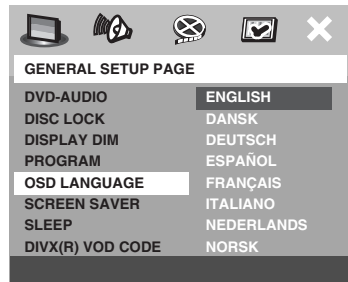 GENERAL SETUP PAGE
DVD-AUDIO ENGLISH
DISC LOCK DANSK
DISPLAY DIM DEUTSCH
PROGRAM ESPAÑOL
OSD LANGUAGE FRANÇAIS
SCREEN SAVER ITALIANO
SLEEP NEDERLANDS
DIVX(R) VOD CODE NORSK